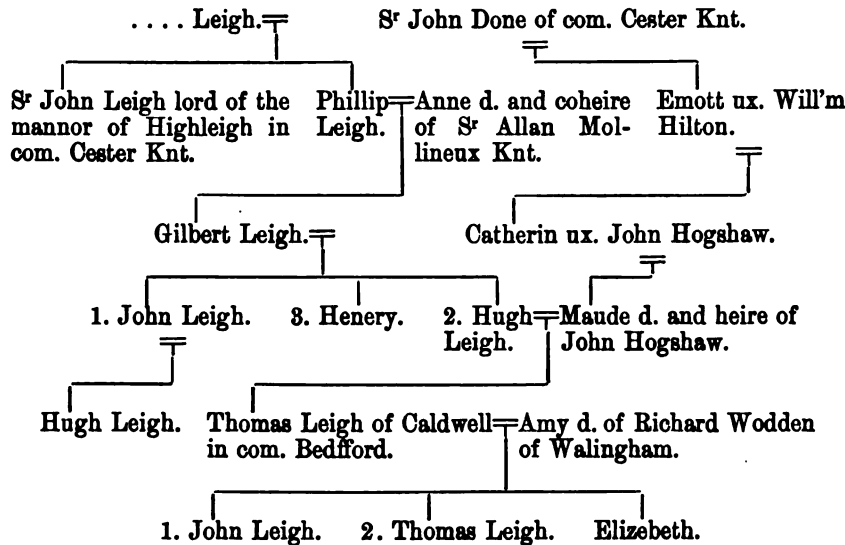 . . . . Leigh. Sʳ John Done of com. Cester Knt.
Sʳ John Leigh lord of the mannor of Highleigh in com. Cester Knt.
Phillip Leigh.
Anne d. and coheire of Sʳ Allan Mol-lineux Knt.
Emott ux. Will'm Hilton.
Gilbert Leigh. Catherin ux. John Hogshaw.
1. John Leigh. 3. Henery.
2. Hugh Leigh.
Maude d. and heire of John Hogshaw.
Hugh Leigh.
Thomas Leigh of Caldwell in com. Bedfford.
Amy d. of Richard Wodden of Walingham.
1. John Leigh. 2. Thomas Leigh. Elizebeth.